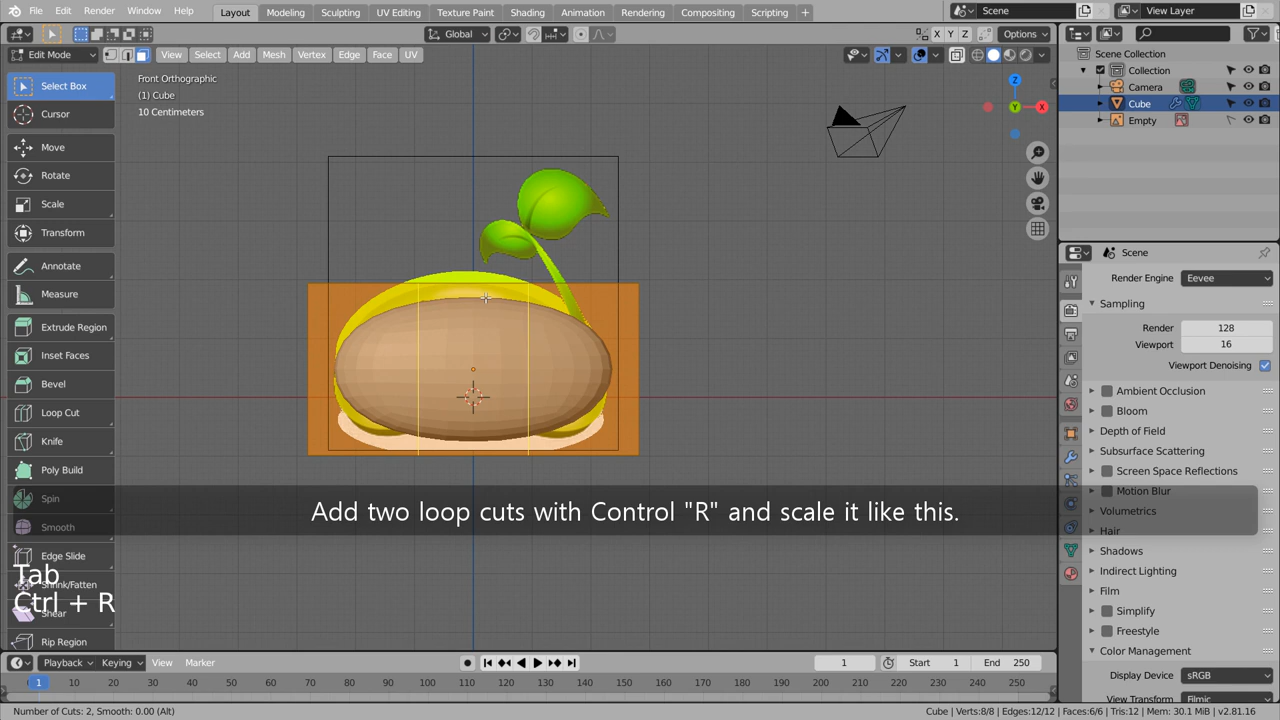 File Edit Render Window Help Layout Modeling Sculpting UV Editing Texture Paint Shading Animation Rendering Compositing Scripting + Scene View Layer
Global X Y Z Options
Edit Mode View Select Add Mesh Vertex Edge Face UV
Scene Collection
Collection
Camera
Cube
Empty
Front Orthographic
(1) Cube
10 Centimeters
Z
Y
X
Select Box
Cursor
Move
Rotate
Scale
Transform
Annotate
Measure
Extrude Region
Inset Faces
Bevel
Loop Cut
Knife
Poly Build
Spin
Smooth
Edge Slide
Shrink/Fatten
Shear
Rip Region
Tab
Ctrl + R
Add two loop cuts with Control "R" and scale it like this.
Scene
Render Engine Eevee
Sampling
Render 128
Viewport 16
Viewport Denoising
Ambient Occlusion
Bloom
Depth of Field
Subsurface Scattering
Screen Space Reflections
Motion Blur
Volumetrics
Hair
Shadows
Indirect Lighting
Film
Simplify
Freestyle
Color Management
Display Device sRGB
View Transform Filmic
Playback Keying View Marker 1 Start 1 End 250
1 10 20 30 40 50 60 70 80 90 100 110 120 130 140 150 160 170 180 190 200 210 220 230 240 250
Number of Cuts: 2, Smooth: 0.00 (Alt) Cube | Verts:8/8 | Edges:12/12 | Faces:6/6 | Tris:12 | Mem: 30.1 MiB | v2.81.16